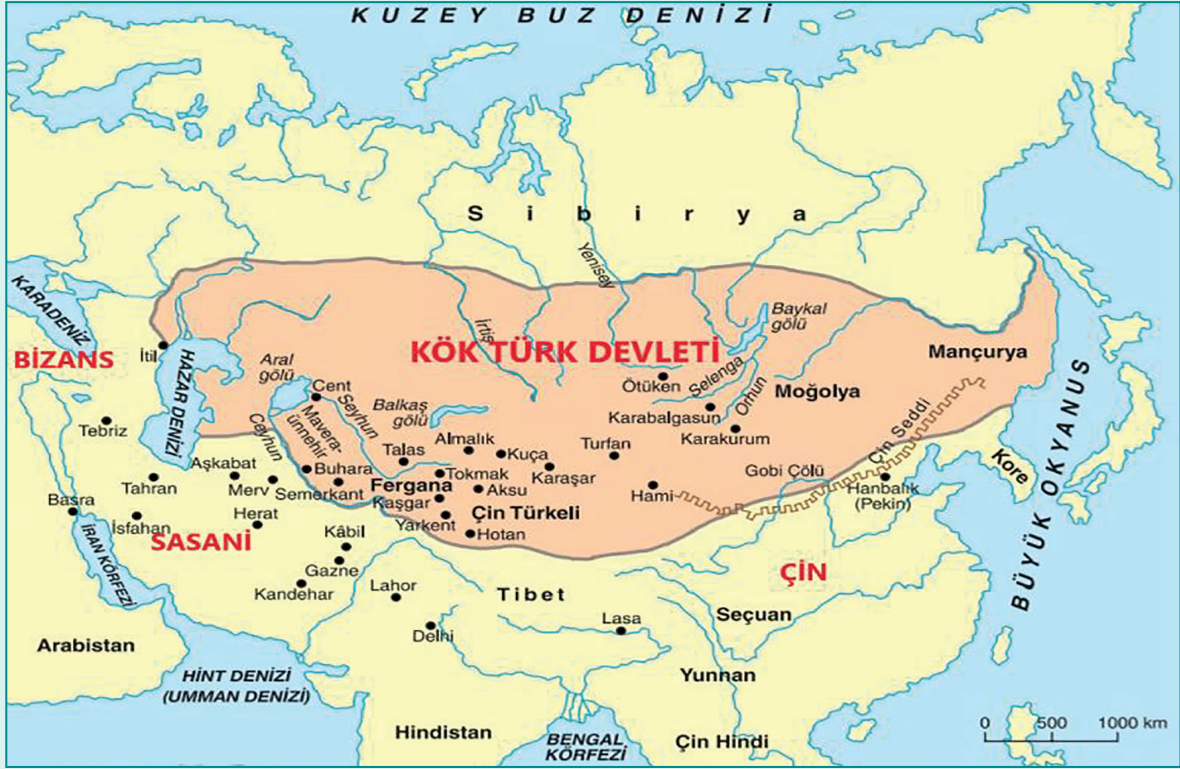 KUZEY BUZ DENİZİ
Sibirya
Yenisey
KARADENİZ
BİZANS
İtil
HAZAR DENİZİ
Aral
gölü
İrtiş
KÖK TÜRK DEVLETİ
Baykal
gölü
Mançurya
Ötüken
Selenga
Orhun
Moğolya
Karabalgasun
Karakurum
Cent
Seyhun
Balkaş
gölü
Mavera-
ünnehir
Ceyhun
Tebriz
Talas
Almalık
Kuça
Turfan
Karaşar
Gobi Çölü
Çin Seddi
Kore
BÜYÜK OKYANUS
Aşkabat
Buhara
Tokmak
Tahran
Merv
Semerkant
Fergana
Aksu
Hami
Hanbalık
(Pekin)
Basra
Kaşgar
Çin Türkeli
İsfahan
Herat
Yarkent
Hotan
SASANİ
Kâbil
İRAN KÖRFEZİ
Gazne
Kandehar
Lahor
Tibet
ÇİN
Seçuan
Lasa
Delhi
Arabistan
HİNT DENİZİ
(UMMAN DENİZİ)
Yunnan
Hindistan
BENGAL
KÖRFEZİ
Çin Hindi
0 500 1000 km